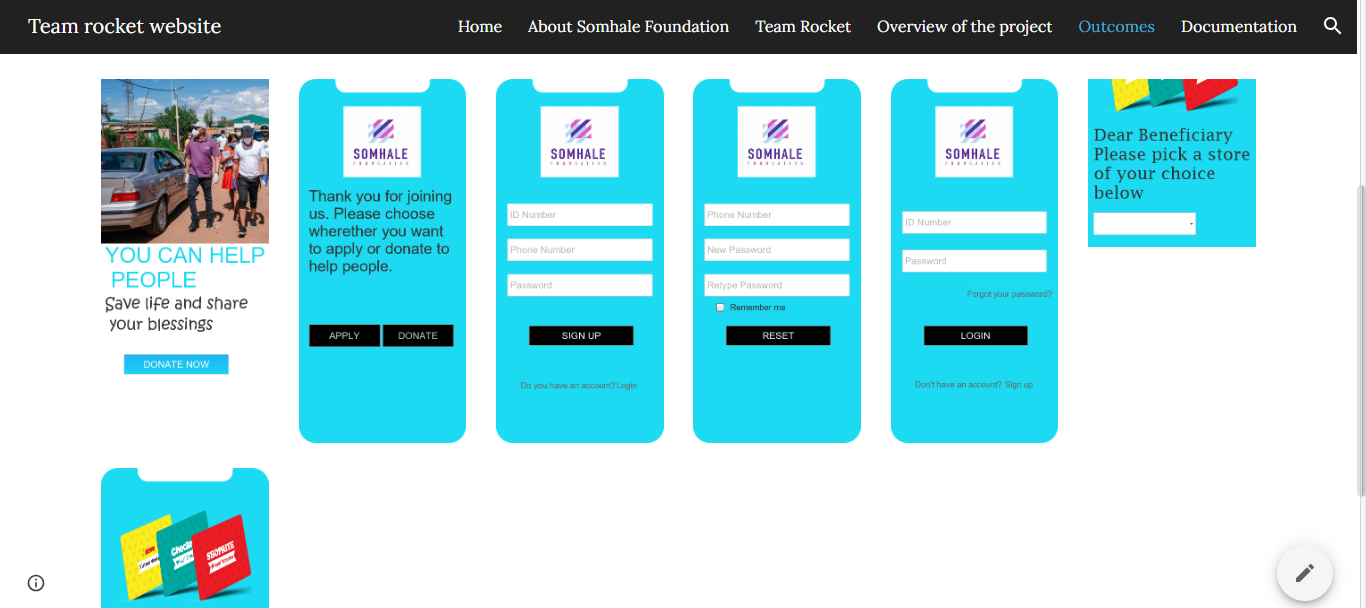 Team rocket website
Home
About Somhale Foundation
Team Rocket
Overview of the project
Outcomes
Documentation
YOU CAN HELP
PEOPLE
Save life and share
your blessings
DONATE NOW
SOMHALE
FOUNDATION
Thank you for joining
us. Please choose
wherether you want
to apply or donate to
help people.
APPLY
DONATE
SOMHALE
FOUNDATION
ID Number
Phone Number
Password
SIGN UP
Do you have an account? Login
SOMHALE
FOUNDATION
Phone Number
New Password
Retype Password
Remember me
RESET
SOMHALE
FOUNDATION
ID Number
Password
Forgot your password?
LOGIN
Don't have an account? Sign up
Dear Beneficiary
Please pick a store
of your choice
below
SHOPRITE